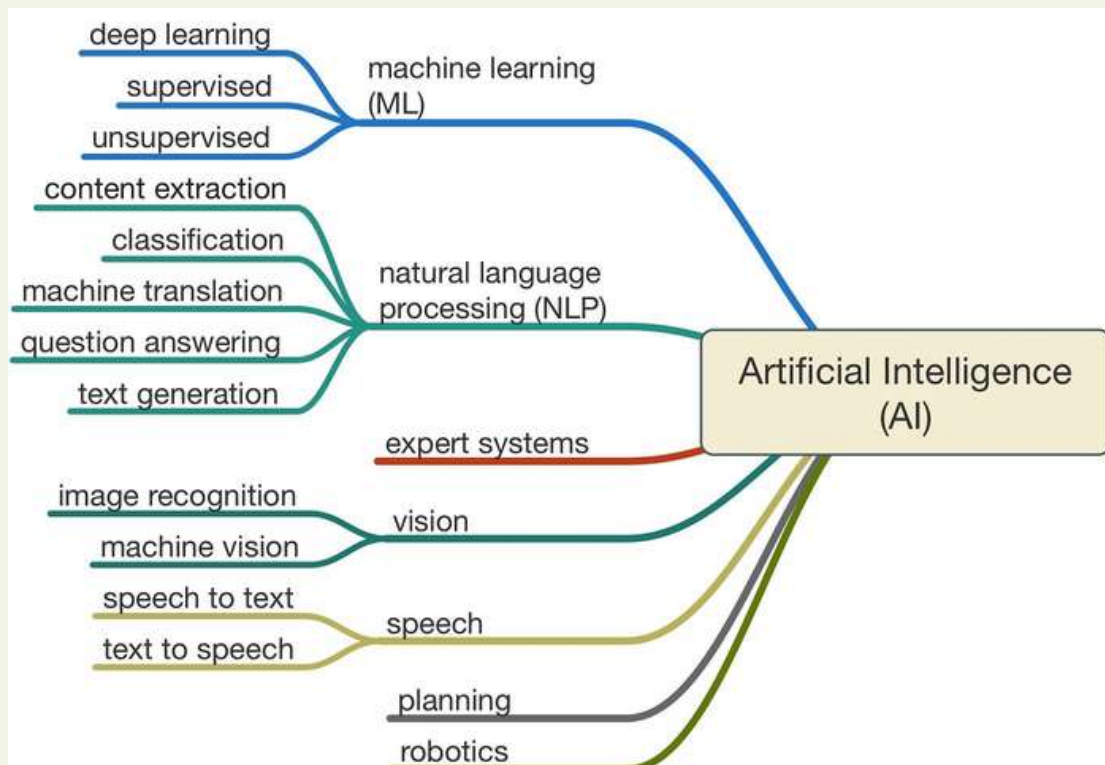 deep learning
supervised
unsupervised
machine learning
(ML)
content extraction
classification
machine translation
question answering
text generation
natural language
processing (NLP)
Artificial Intelligence
(AI)
expert systems
image recognition
machine vision
vision
speech to text
text to speech
speech
planning
robotics